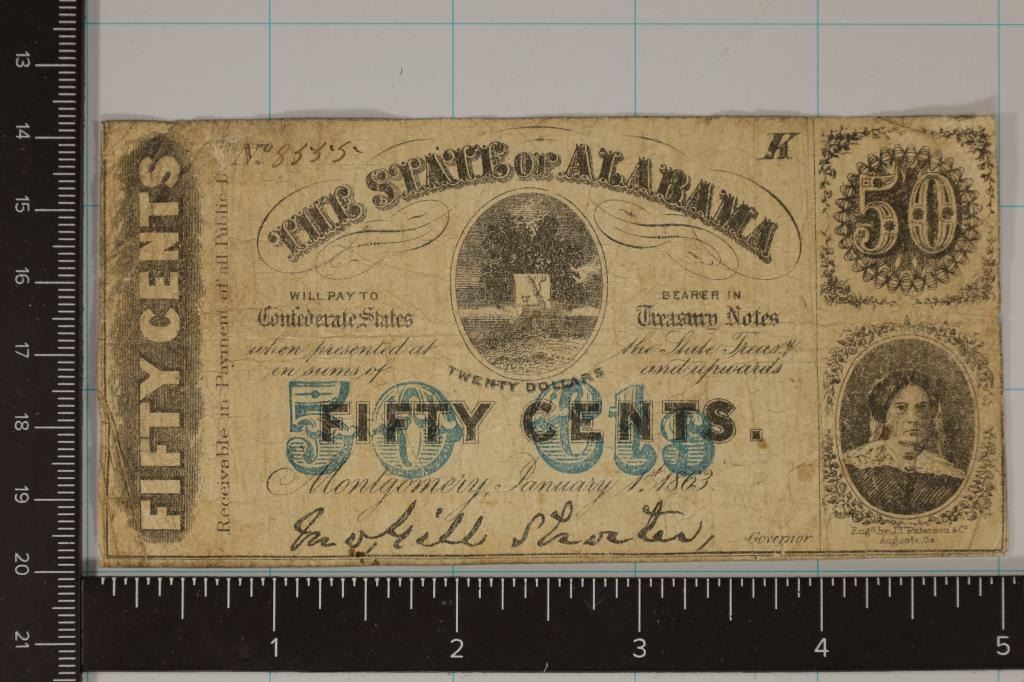 No. 8555
K
THE STATE OF ALABAMA
50
WILL PAY TO
BEARER IN
Confederate States
Treasury Notes
when presented at
the State Treasy
in sums of
and upwards
TWENTY DOLLARS
50 Cts
FIFTY CENTS.
Montgomery, January 1st 1863
Jno Gill Shorter,
Governor
Engd. by J.T. Paterson & Co
Augusta, Ga
FIFTY CENTS
Receivable in Payment of all Public
13
14
15
16
17
18
19
20
21
1
2
3
4
5